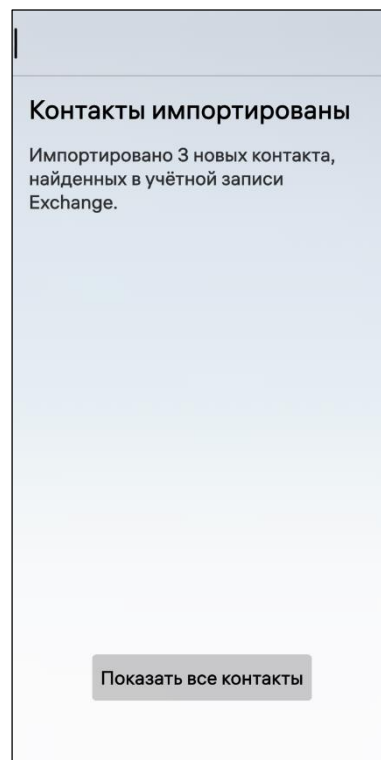 Контакты импортированы
Импортировано 3 новых контакта,
найденных в учётной записи
Exchange.
Показать все контакты